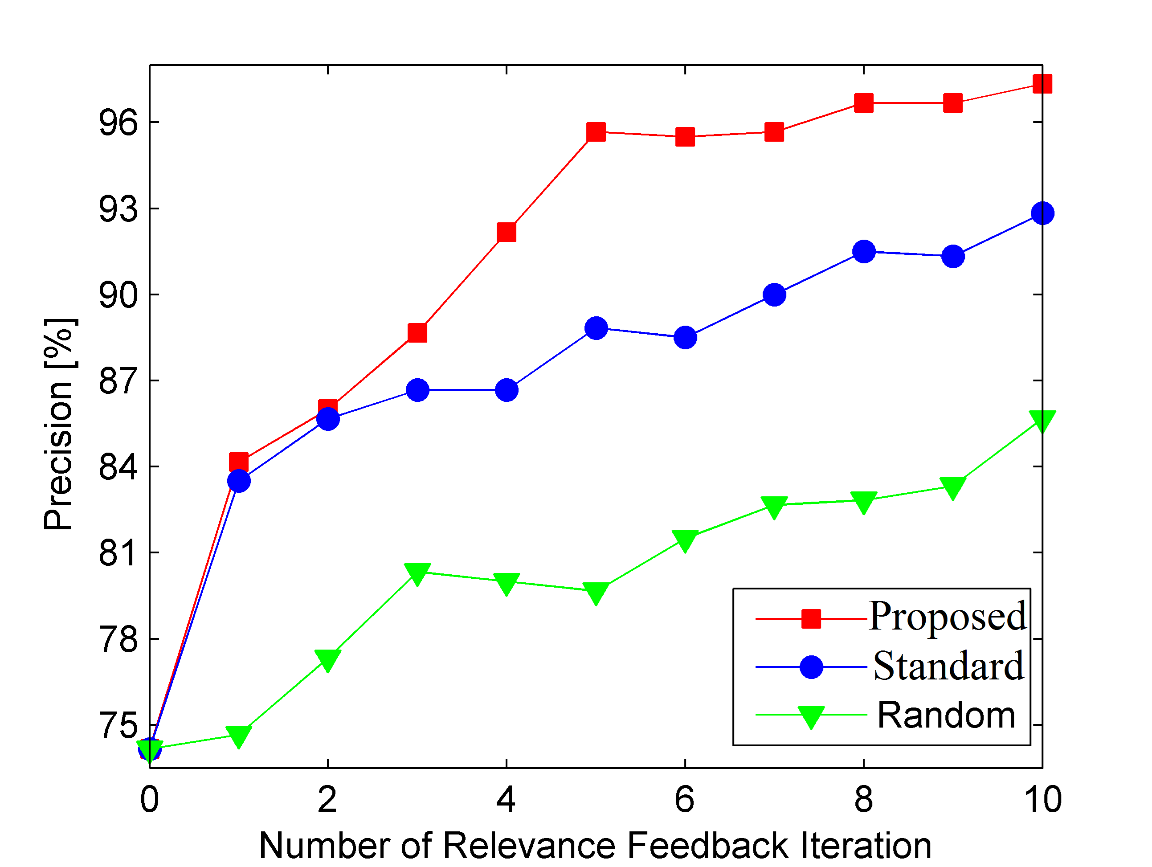 96
93
90
87
84
81
78
75
Precision [%]
Proposed
Standard
Random
0 2 4 6 8 10
Number of Relevance Feedback Iteration